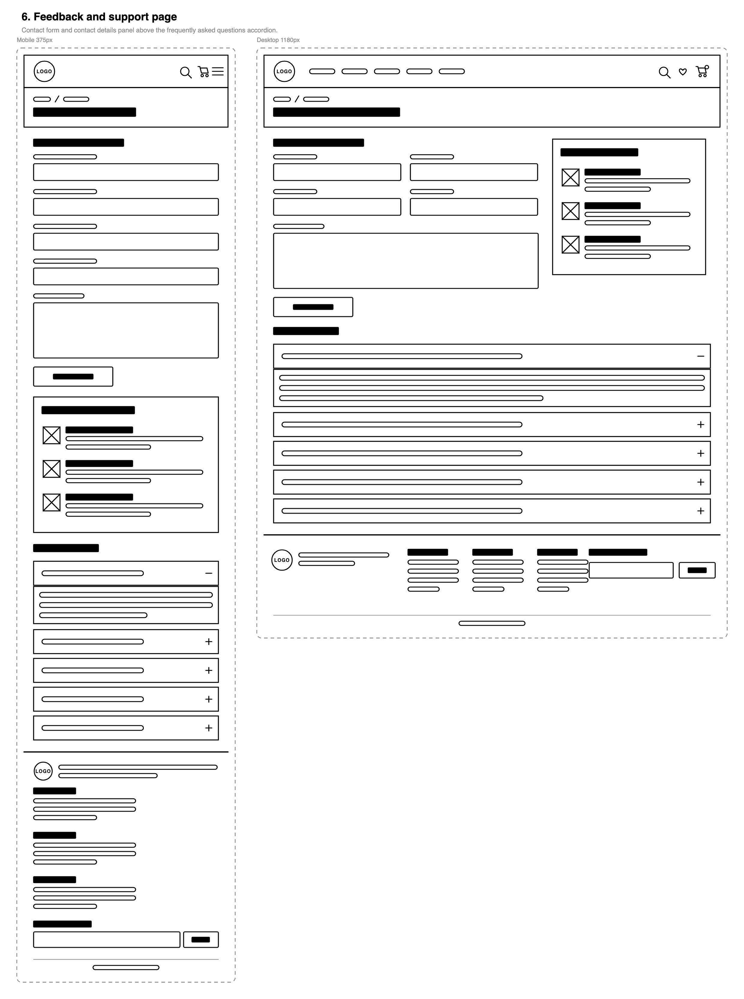 6. Feedback and support page
Contact form and contact details panel above the frequently asked questions accordion.
Mobile 375px
LOGO
LOGO
Desktop 1180px
LOGO
LOGO